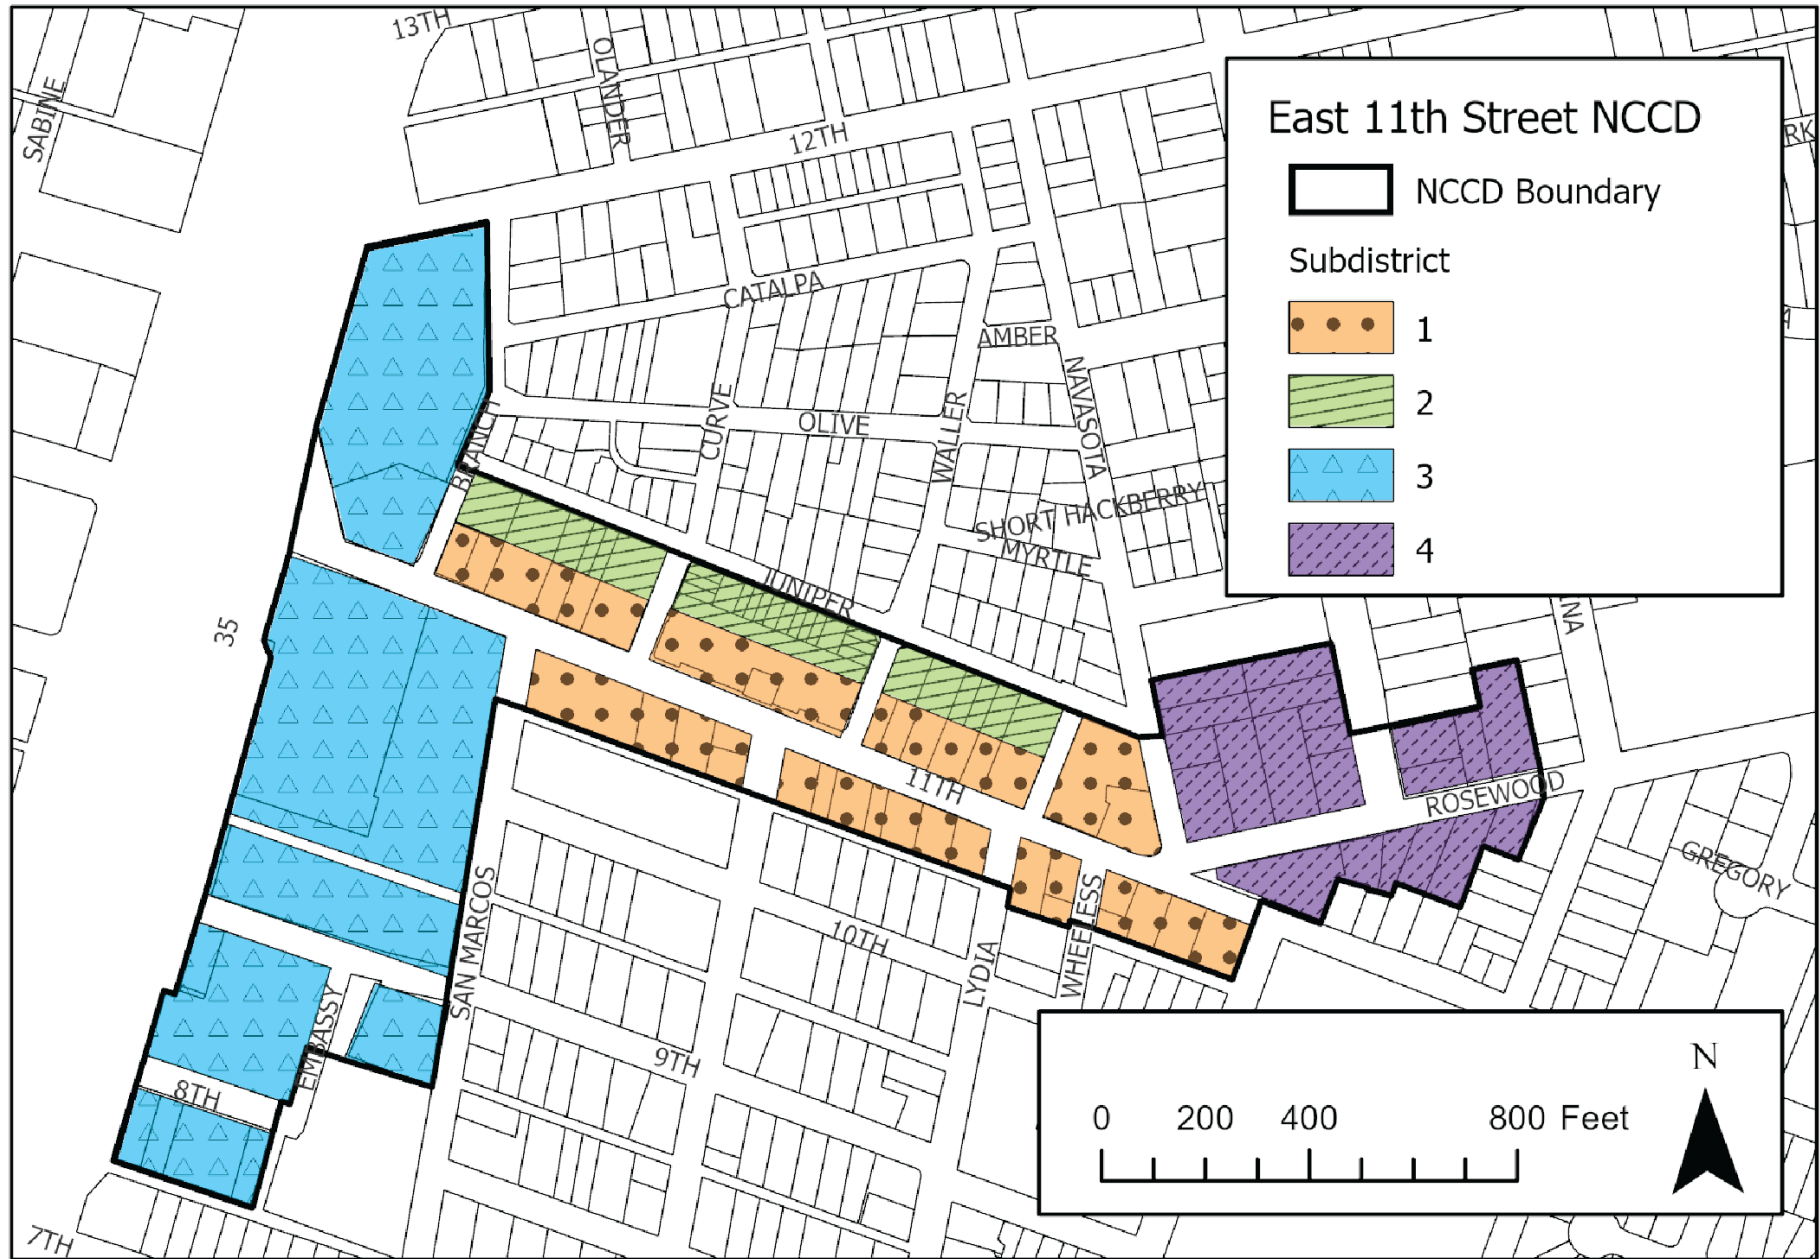 13TH
OLANDER
SABINE
12TH
East 11th Street NCCD
NCCD Boundary
Subdistrict
1
2
3
4
CATALPA
AMBER
NAVASOTA
CURVE
OLIVE
WALLER
BRANCH
SHORT HACKBERRY
MYRTLE
JUNIPER
35
11TH
ROSEWOOD
GREGORY
SAN MARCOS
10TH
LYDIA
WHEELESS
EMBASSY
9TH
8TH
7TH
N
0 200 400 800 Feet